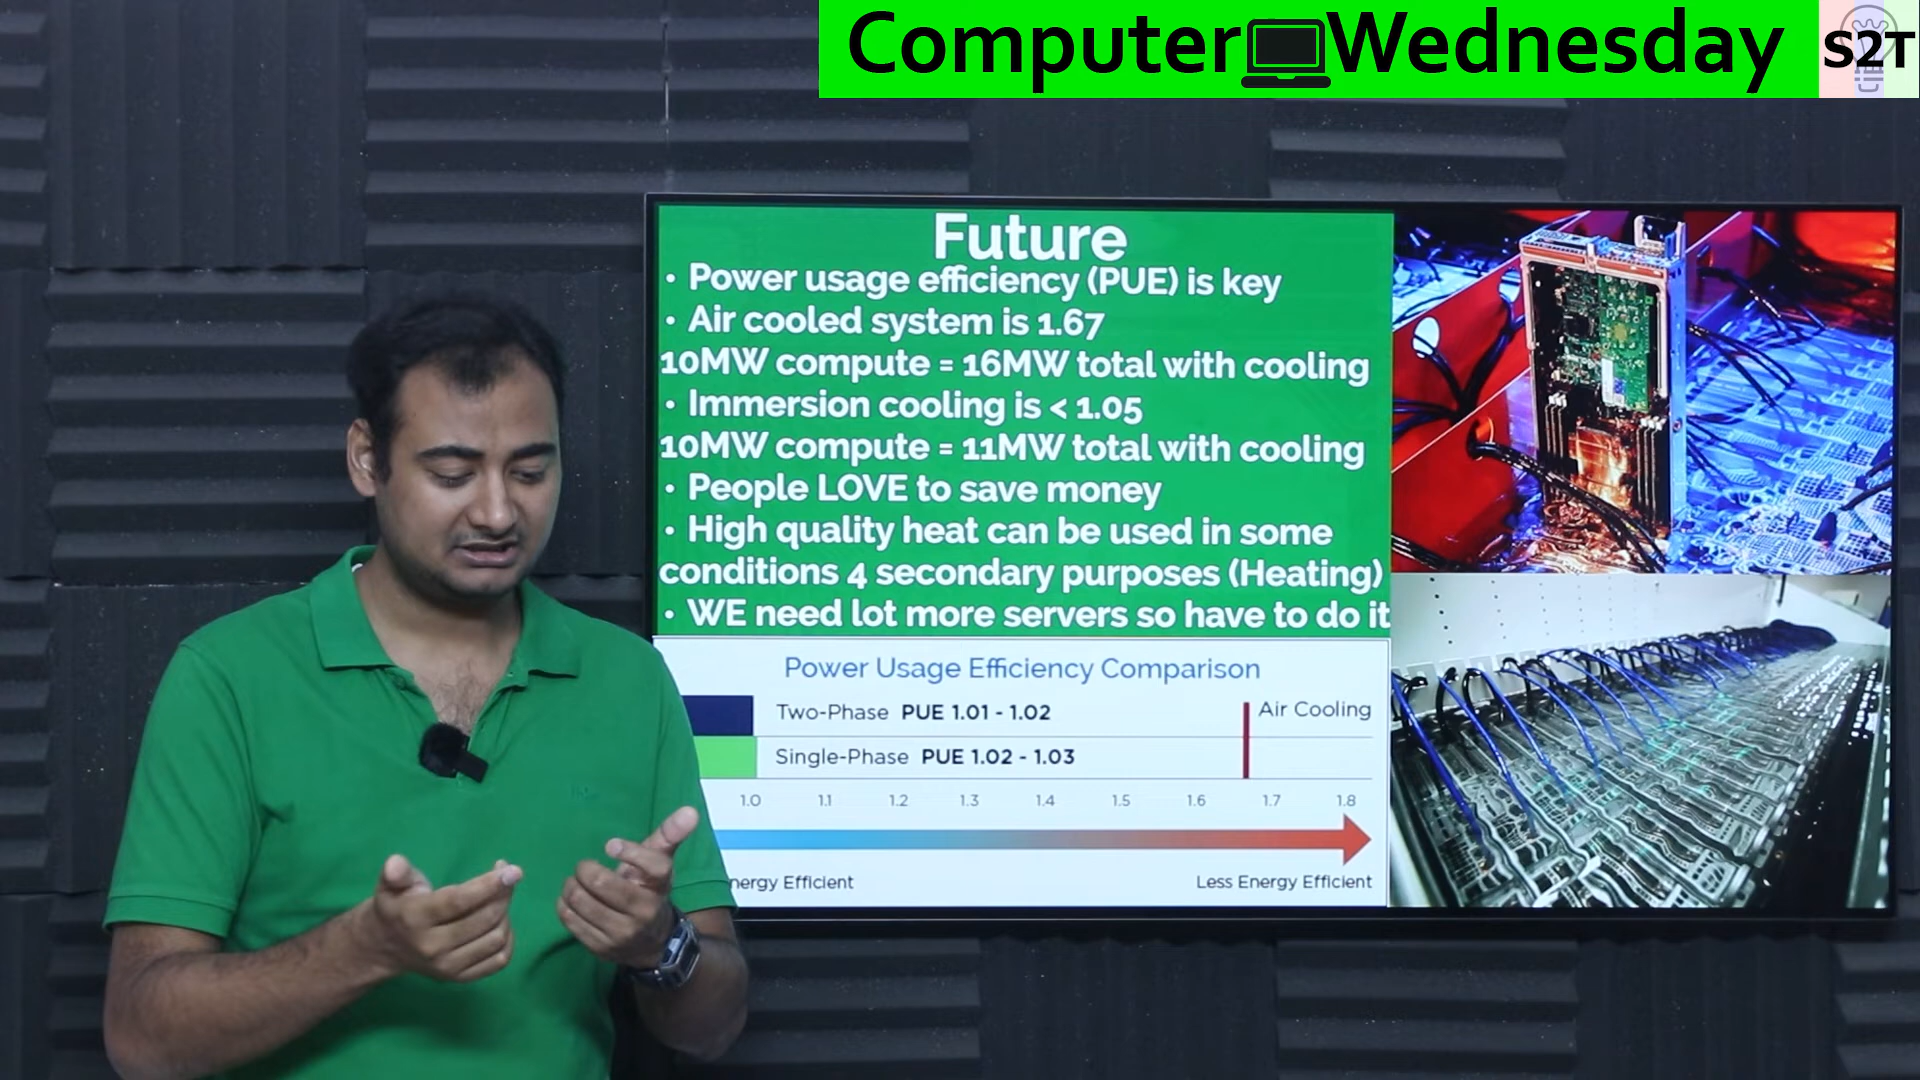 Computer Wednesday
S2T
Future
• Power usage efficiency (PUE) is key
• Air cooled system is 1.67
10MW compute = 16MW total with cooling
• Immersion cooling is < 1.05
10MW compute = 11MW total with cooling
• People LOVE to save money
• High quality heat can be used in some
conditions 4 secondary purposes (Heating)
• WE need lot more servers so have to do it
Power Usage Efficiency Comparison
Two-Phase PUE 1.01 - 1.02
Air Cooling
Single-Phase PUE 1.02 - 1.03
1.0 1.1 1.2 1.3 1.4 1.5 1.6 1.7 1.8
nergy Efficient
Less Energy Efficient